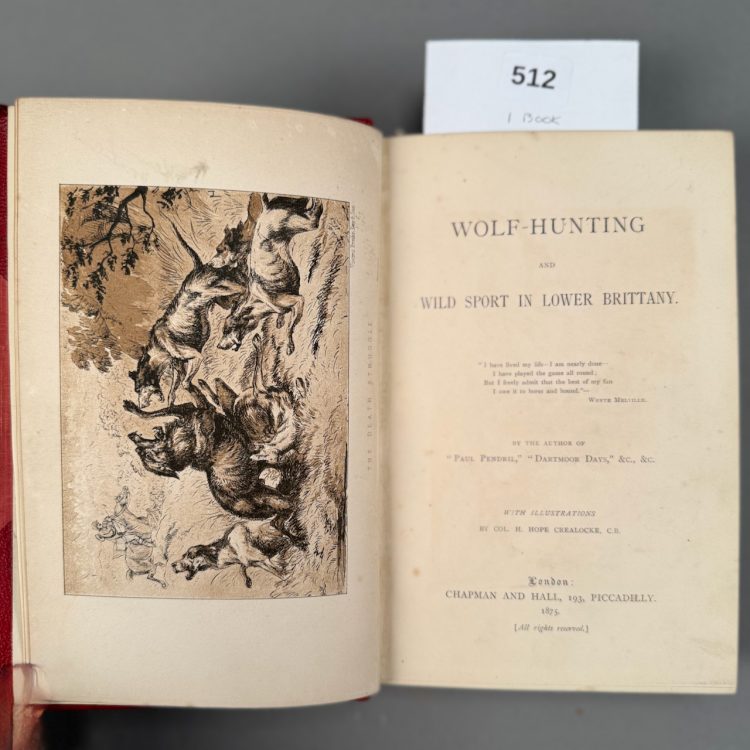 512
1 BOOK
THE DEATH STRUGGLE
WOLF-HUNTING
AND
WILD SPORT IN LOWER BRITTANY.
"I have lived my life—I am nearly done—
I have played the game all round;
But I freely admit that the best of my fun
I owe it to horse and hound."—
WHYTE MELVILLE.
BY THE AUTHOR OF
"PAUL PENDRIL," "DARTMOOR DAYS," &C., &C.
WITH ILLUSTRATIONS
BY COL. H. HOPE CREALOCKE, C.B.
London:
CHAPMAN AND HALL, 193, PICCADILLY.
1875.
[All rights reserved.]